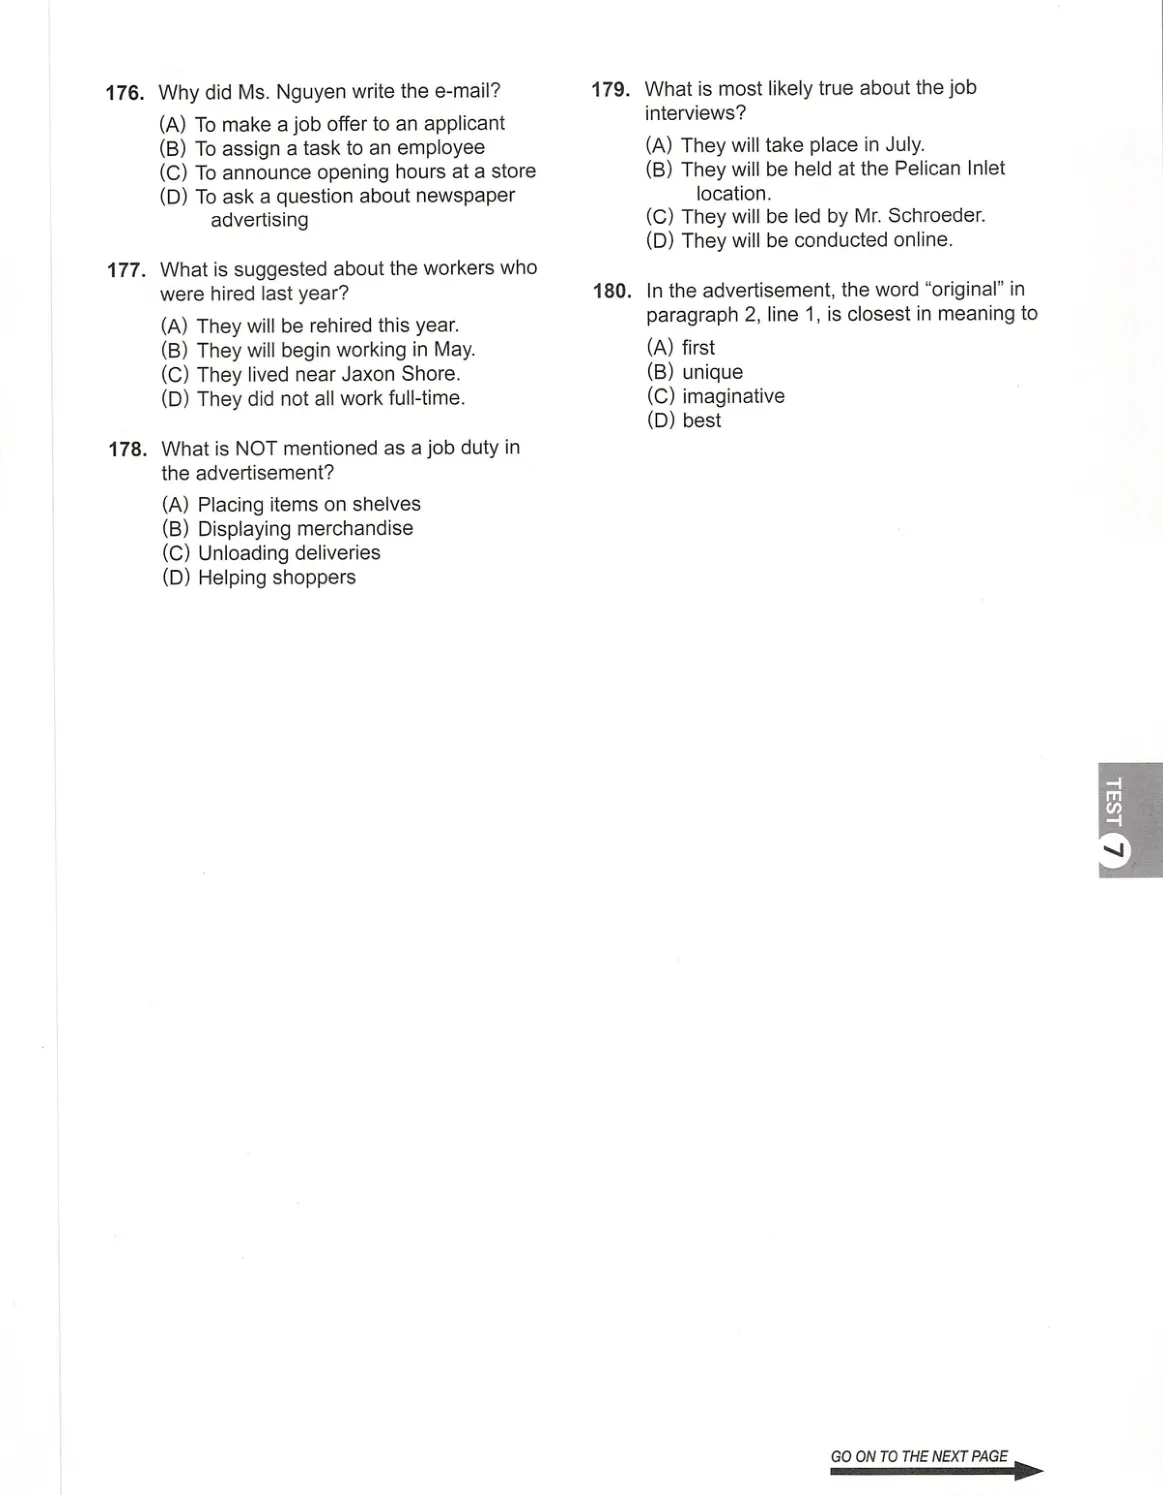 176. Why did Ms. Nguyen write the e-mail?
(A) To make a job offer to an applicant
(B) To assign a task to an employee
(C) To announce opening hours at a store
(D) To ask a question about newspaper
advertising
177. What is suggested about the workers who
were hired last year?
(A) They will be rehired this year.
(B) They will begin working in May.
(C) They lived near Jaxon Shore.
(D) They did not all work full-time.
178. What is NOT mentioned as a job duty in
the advertisement?
(A) Placing items on shelves
(B) Displaying merchandise
(C) Unloading deliveries
(D) Helping shoppers
179. What is most likely true about the job
interviews?
(A) They will take place in July.
(B) They will be held at the Pelican Inlet
location.
(C) They will be led by Mr. Schroeder.
(D) They will be conducted online.
180. In the advertisement, the word “original” in
paragraph 2, line 1, is closest in meaning to
(A) first
(B) unique
(C) imaginative
(D) best
TEST 7
GO ON TO THE NEXT PAGE